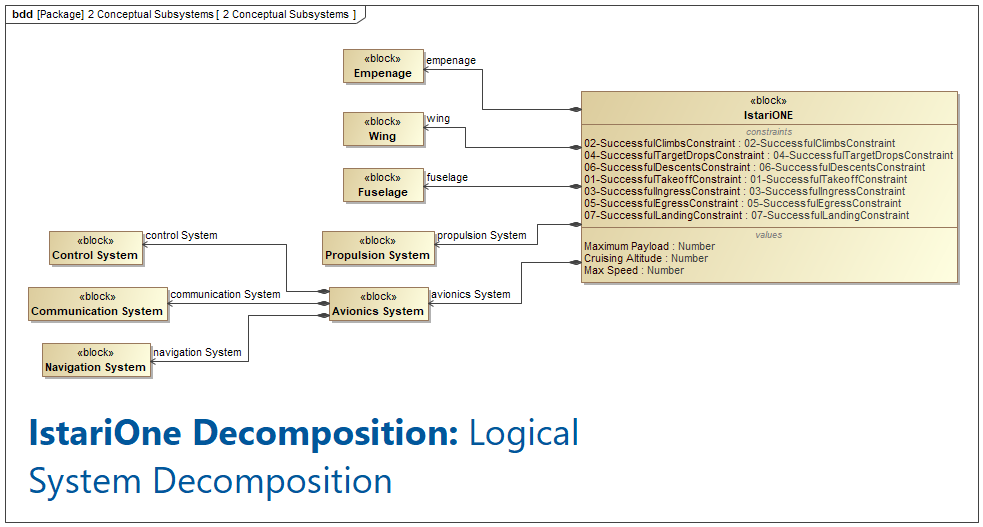 bdd [Package] 2 Conceptual Subsystems [ 2 Conceptual Subsystems ]
«block»
Empenage
empenage
«block»
Wing
wing
«block»
Fuselage
fuselage
«block»
IstariONE
constraints
02-SuccessfulClimbsConstraint : 02-SuccessfulClimbsConstraint
04-SuccessfulTargetDropsConstraint : 04-SuccessfulTargetDropsConstraint
06-SuccessfulDescentsConstraint : 06-SuccessfulDescentsConstraint
01-SuccessfulTakeoffConstraint : 01-SuccessfulTakeoffConstraint
03-SuccessfulIngressConstraint : 03-SuccessfulIngressConstraint
05-SuccessfulEgressConstraint : 05-SuccessfulEgressConstraint
07-SuccessfulLandingConstraint : 07-SuccessfulLandingConstraint
values
Maximum Payload : Number
Cruising Altitude : Number
Max Speed : Number
«block»
Control System
control System
«block»
Propulsion System
propulsion System
«block»
Communication System
communication System
«block»
Avionics System
avionics System
«block»
Navigation System
navigation System
IstariOne Decomposition: Logical
System Decomposition